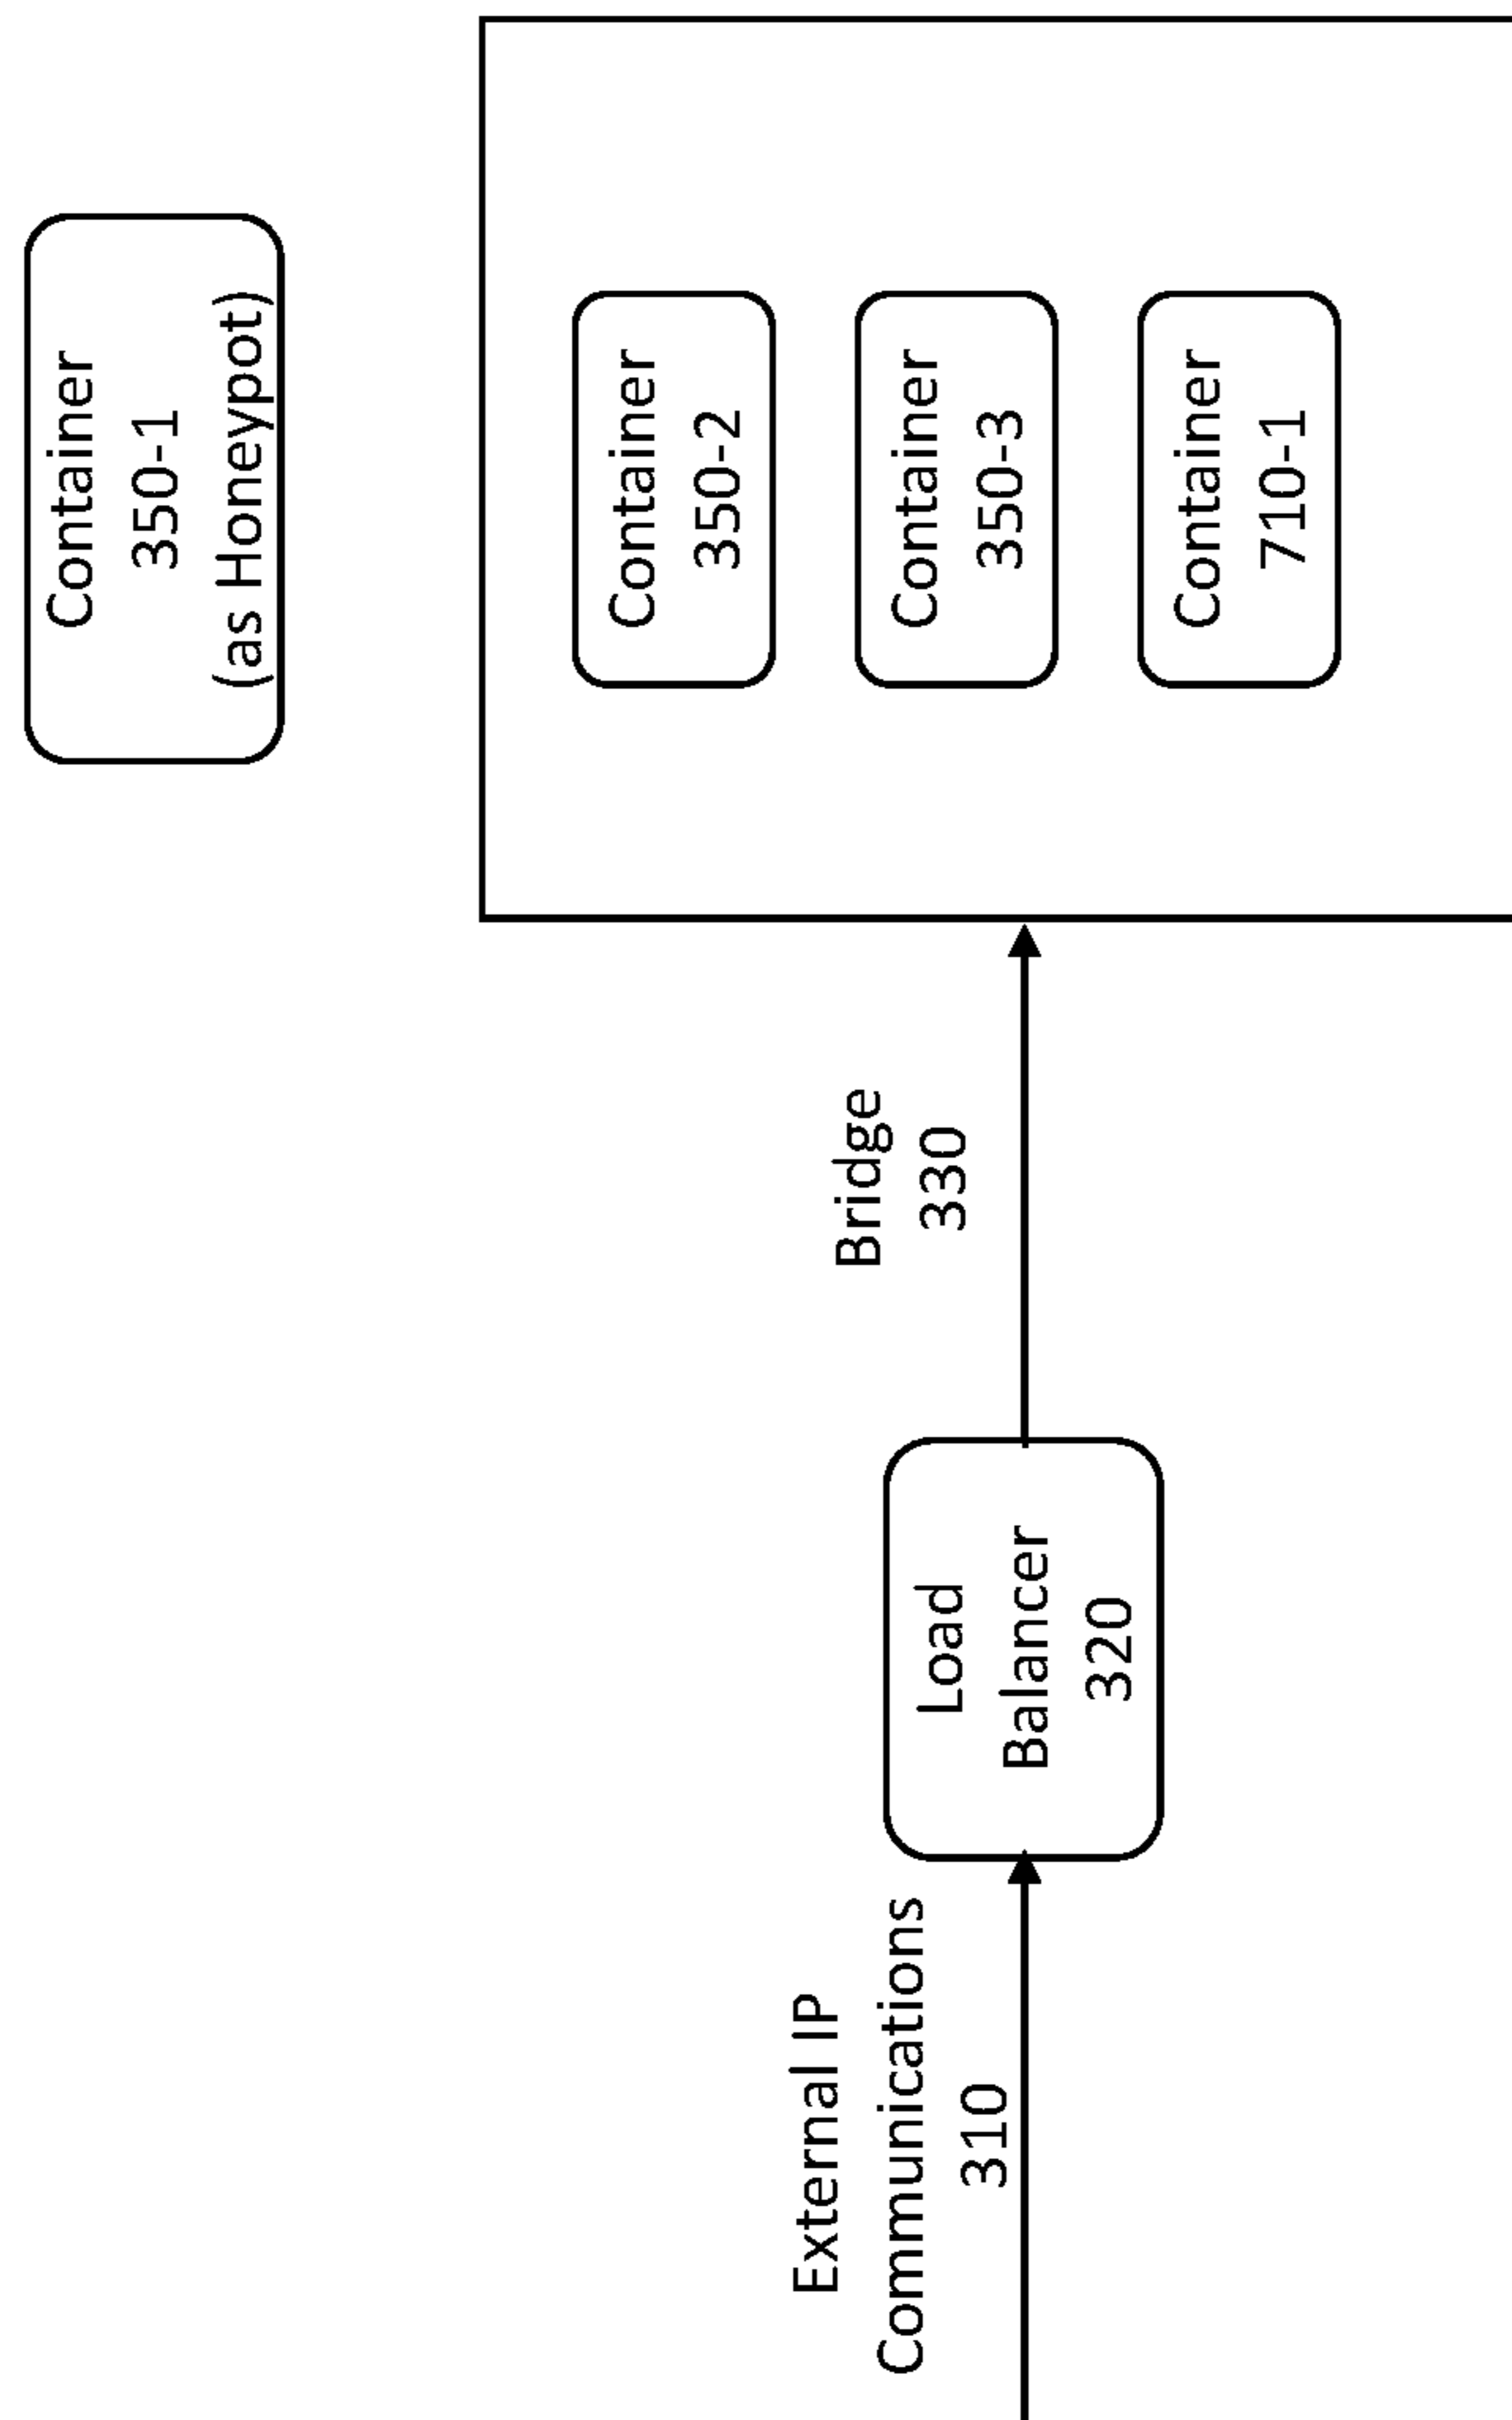 Container
350-1
(as Honeypot)
Container
350-2
Container
350-3
Container
710-1
Bridge
330
Load
Balancer
320
External IP
Communications
310